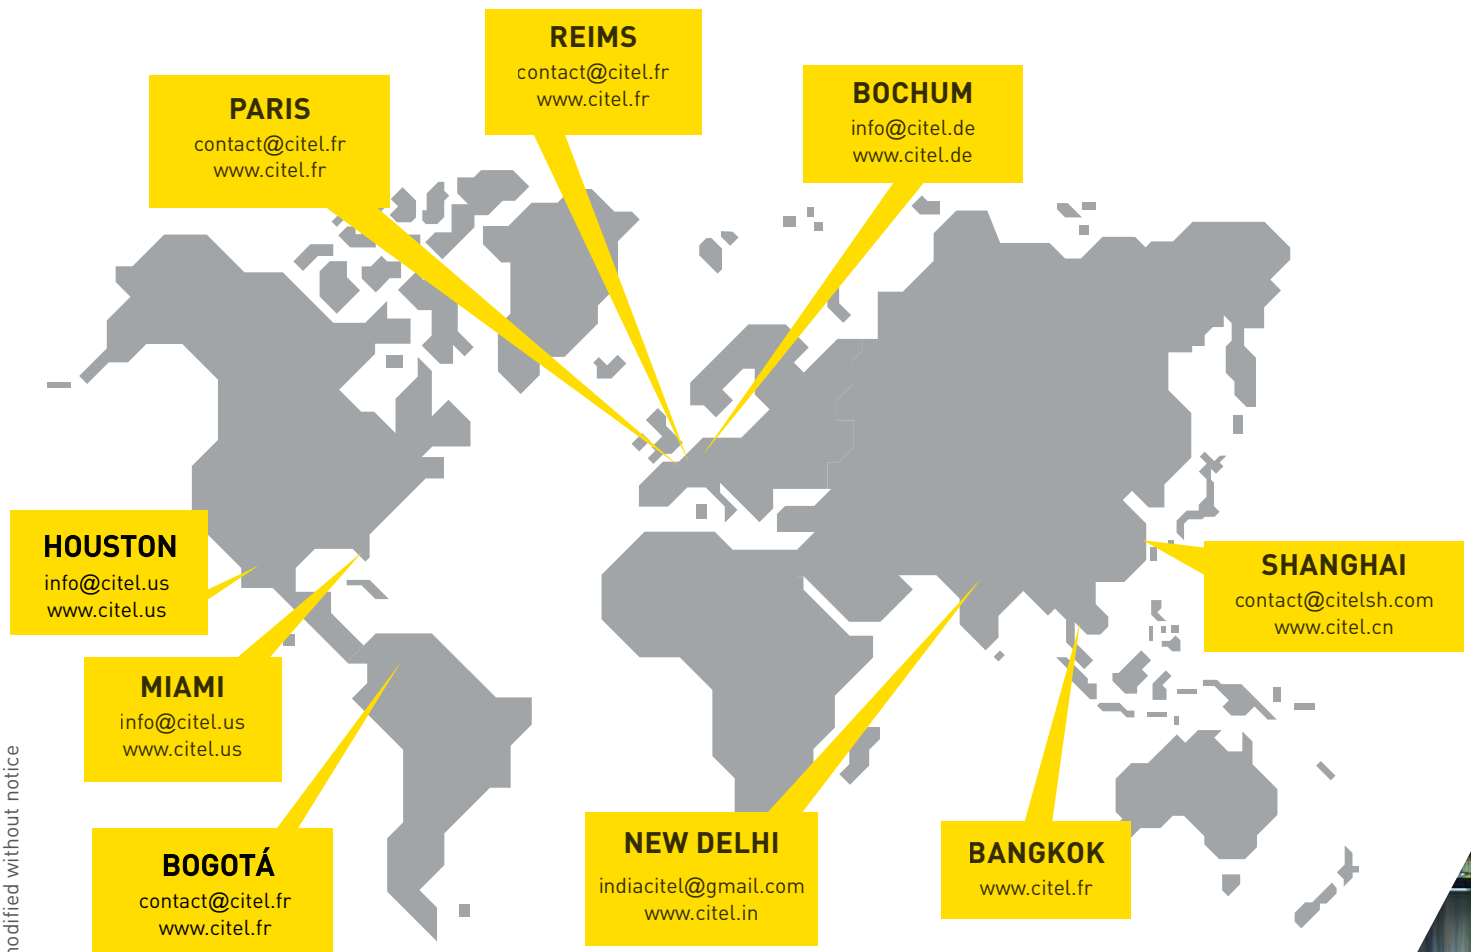 REIMS
contact@citel.fr
www.citel.fr
PARIS
contact@citel.fr
www.citel.fr
BOCHUM
info@citel.de
www.citel.de
HOUSTON
info@citel.us
www.citel.us
SHANGHAI
contact@citelsh.com
www.citel.cn
MIAMI
info@citel.us
www.citel.us
BOGOTÁ
contact@citel.fr
www.citel.fr
NEW DELHI
indiacitel@gmail.com
www.citel.in
BANGKOK
www.citel.fr
modified without notice